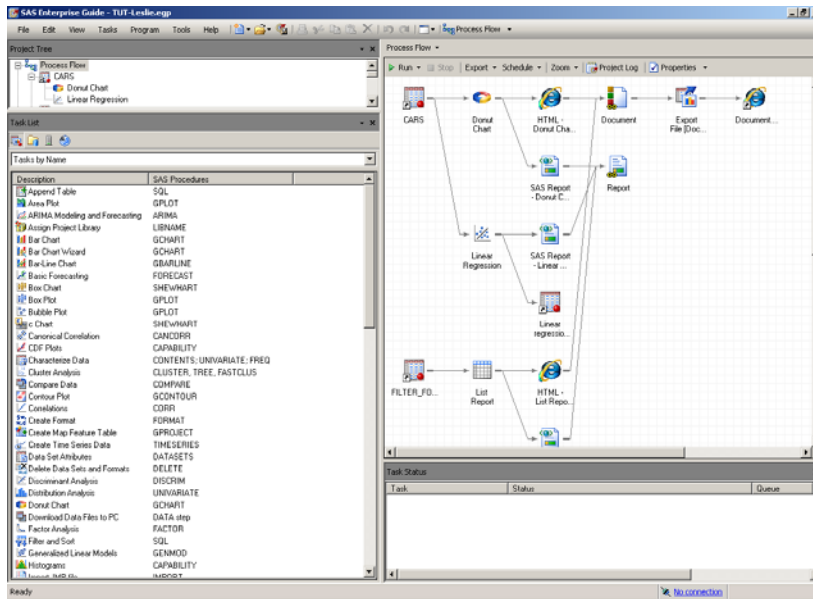 SAS Enterprise Guide - TUT-Leslie.egp
File Edit View Tasks Program Tools Help Process Flow
Project Tree
Process Flow
CARS
Donut Chart
Linear Regression
Task List
Tasks by Name
Description SAS Procedures
Append Table SQL
Area Plot GPLOT
ARIMA Modeling and Forecasting ARIMA
Assign Project Library LIBNAME
Bar Chart GCHART
Bar Chart Wizard GCHART
Bar-Line Chart GBARLINE
Basic Forecasting FORECAST
Box Chart SHEWHART
Box Plot GPLOT
Bubble Plot GPLOT
c Chart SHEWHART
Canonical Correlation CANCORR
CDF Plots CAPABILITY
Characterize Data CONTENTS; UNIVARIATE; FREQ
Cluster Analysis CLUSTER, TREE, FASTCLUS
Compare Data COMPARE
Contour Plot GCONTOUR
Correlations CORR
Create Format FORMAT
Create Map Feature Table GPROJECT
Create Time Series Data TIMESERIES
Data Set Attributes DATASETS
Delete Data Sets and Formats DELETE
Discriminant Analysis DISCRIM
Distribution Analysis UNIVARIATE
Donut Chart GCHART
Download Data Files to PC DATA step
Factor Analysis FACTOR
Filter and Sort SQL
Generalized Linear Models GENMOD
Histograms CAPABILITY
Import JMP File IMPORT
Process Flow
Run Stop Export Schedule Zoom Project Log Properties
CARS
Donut
Chart
HTML -
Donut Cha...
Document
Export
File [Doc...
Document...
SAS Report
- Donut C...
Report
Linear
Regression
SAS Report
- Linear ...
Linear
regressio...
FILTER_FO...
List
Report
HTML -
List Repo...
Task Status
Task Status Queue
Ready
No connection